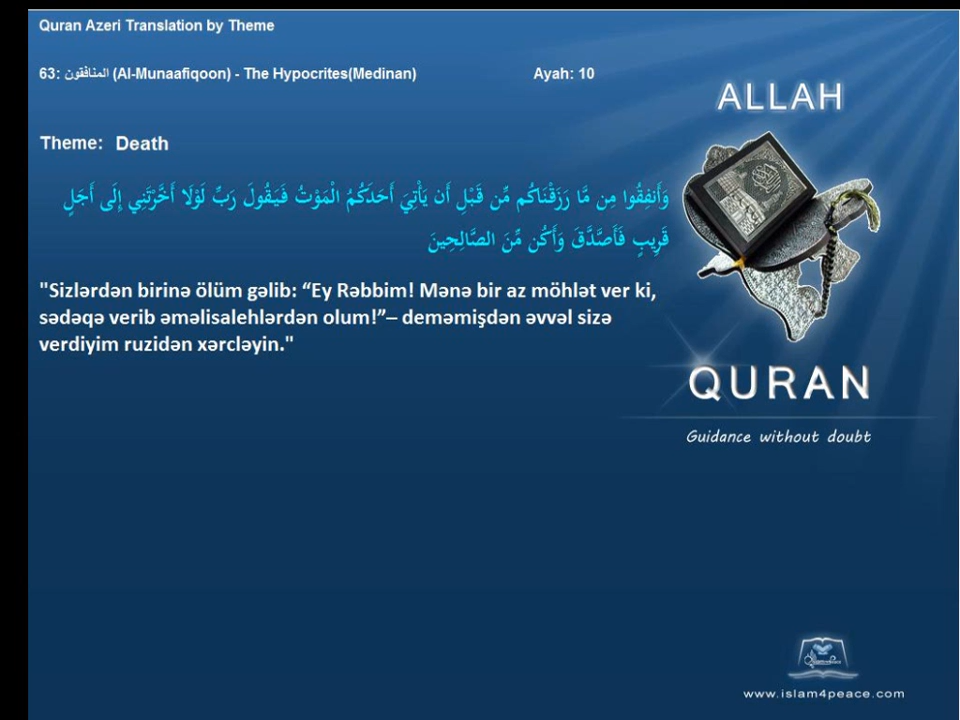 Quran Azeri Translation by Theme
63: المنافقون (Al-Munaafiqoon) - The Hypocrites(Medinan) Ayah: 10
Theme: Death
وَأَنفِقُوا مِن مَّا رَزَقْنَاكُم مِّن قَبْلِ أَن يَأْتِيَ أَحَدَكُمُ الْمَوْتُ فَيَقُولَ رَبِّ لَوْلَا أَخَّرْتَنِي إِلَى أَجَلٍ
قَرِيبٍ فَأَصَّدَّقَ وَأَكُن مِّنَ الصَّالِحِينَ
"Sizlərdən birinə ölüm gəlib: “Ey Rəbbim! Mənə bir az möhlət ver ki,
sədəqə verib əməlisalehlərdən olum!”– deməmişdən əvvəl sizə
verdiyim ruzidən xərcləyin."
ALLAH
QURAN
Guidance without doubt
www.islam4peace.com